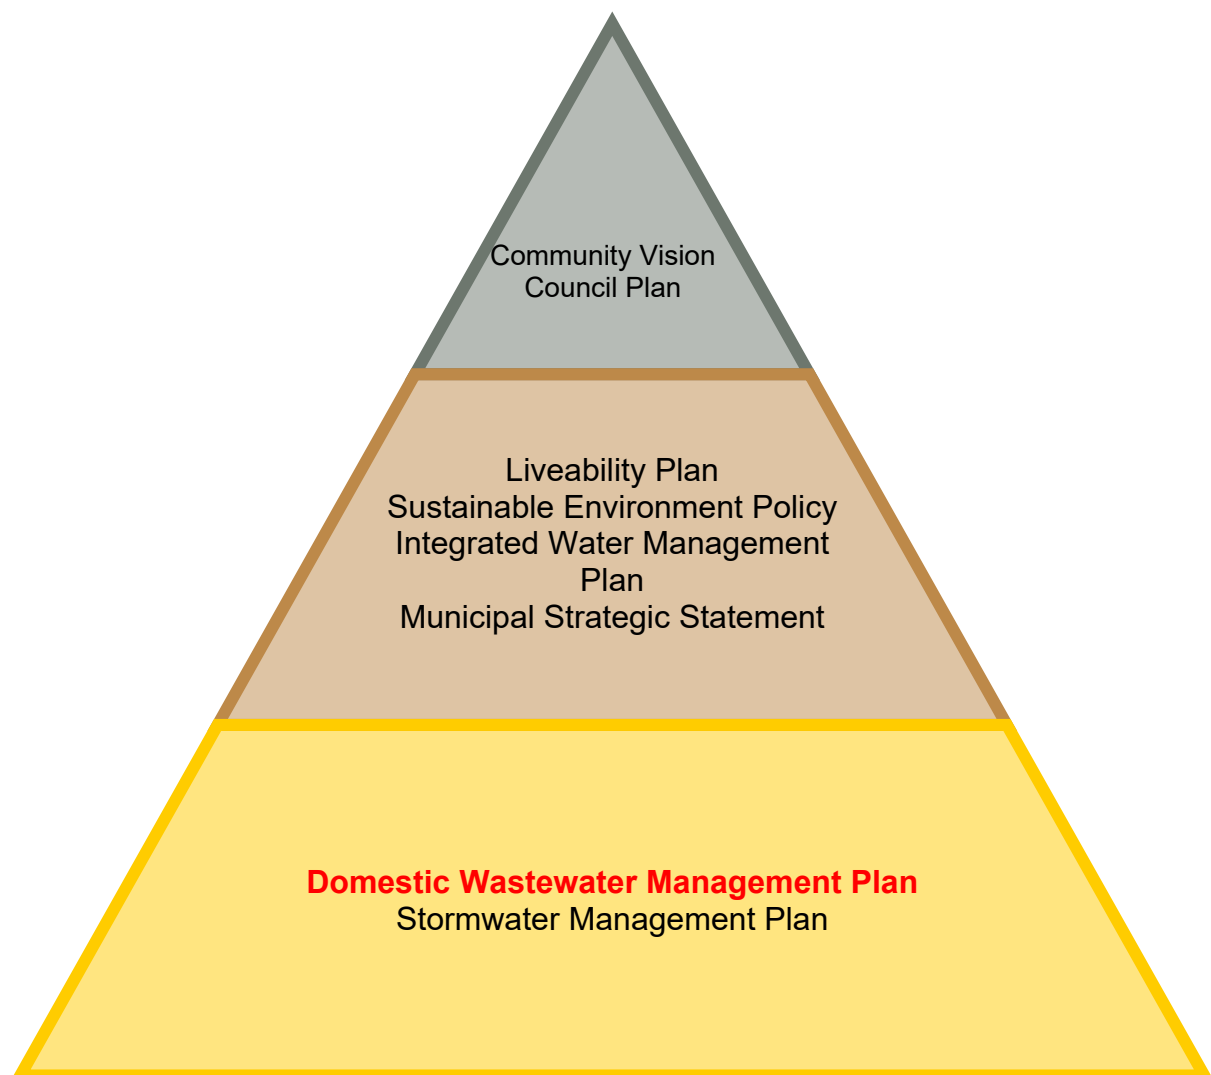 Community Vision
Council Plan
Liveability Plan
Sustainable Environment Policy
Integrated Water Management
Plan
Municipal Strategic Statement
Domestic Wastewater Management Plan
Stormwater Management Plan